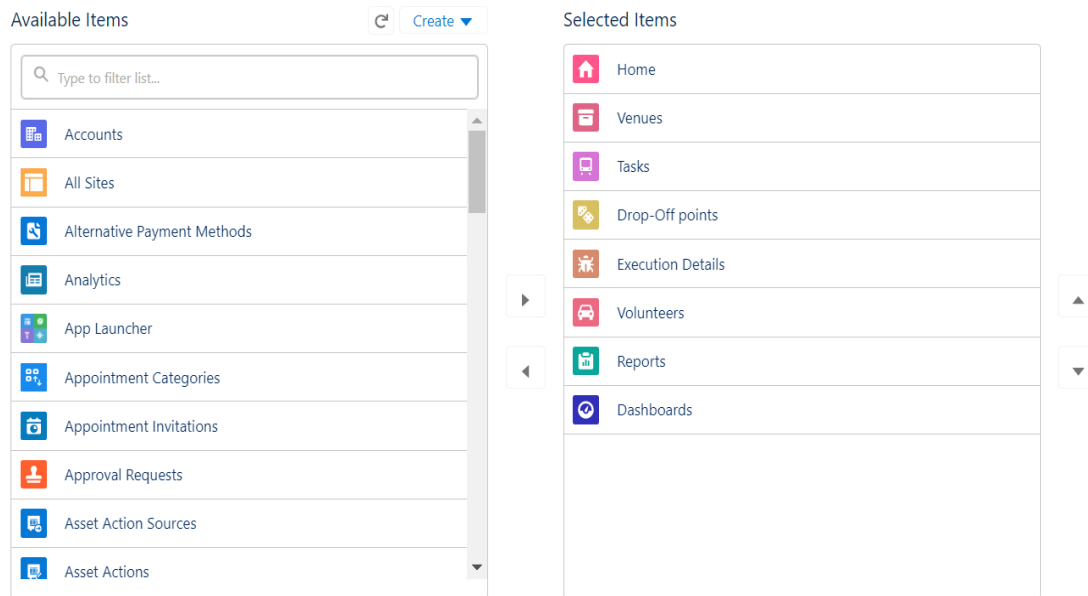 Available Items
Create
Type to filter list...
Accounts
All Sites
Alternative Payment Methods
Analytics
App Launcher
Appointment Categories
Appointment Invitations
Approval Requests
Asset Action Sources
Asset Actions
Selected Items
Home
Venues
Tasks
Drop-Off points
Execution Details
Volunteers
Reports
Dashboards